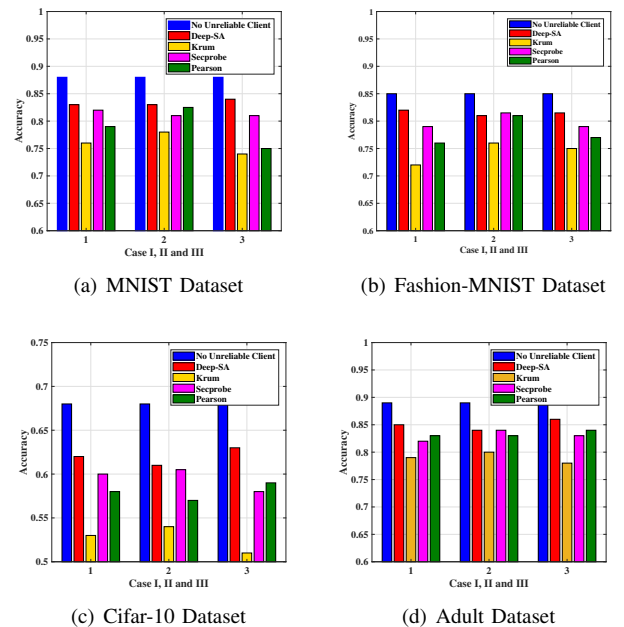 1
0.95
0.9
0.85
0.8
0.75
0.7
0.65
0.6
Accuracy
No Unreliable Client
Deep-SA
Krum
Secprobe
Pearson
1 2 3
Case I, II and III
(a) MNIST Dataset
1
0.95
0.9
0.85
0.8
0.75
0.7
0.65
0.6
Accuracy
No Unreliable Client
Deep-SA
Krum
Secprobe
Pearson
1 2 3
Case I, II and III
(b) Fashion-MNIST Dataset
0.75
0.7
0.65
0.6
0.55
0.5
Accuracy
No Unreliable Client
Deep-SA
Krum
Secprobe
Pearson
1 2 3
Case I, II and III
(c) Cifar-10 Dataset
1
0.95
0.9
0.85
0.8
0.75
0.7
0.65
0.6
Accuracy
No Unreliable Client
Deep-SA
Krum
Secprobe
Pearson
1 2 3
Case I, II and III
(d) Adult Dataset